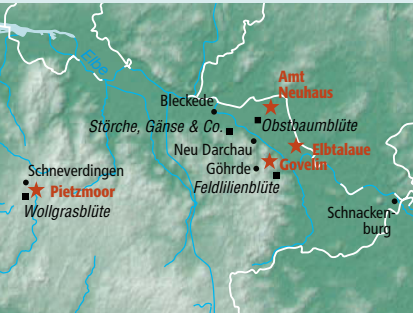 Elbe
Amt
Neuhaus
Bleckede
Störche, Gänse & Co.
Obstbaumblüte
Neu Darchau
Elbtalaue
Göhrde
Govelin
Feldlilienblüte
Schneverdingen
Pietzmoor
Wollgrasblüte
Schnacken
burg